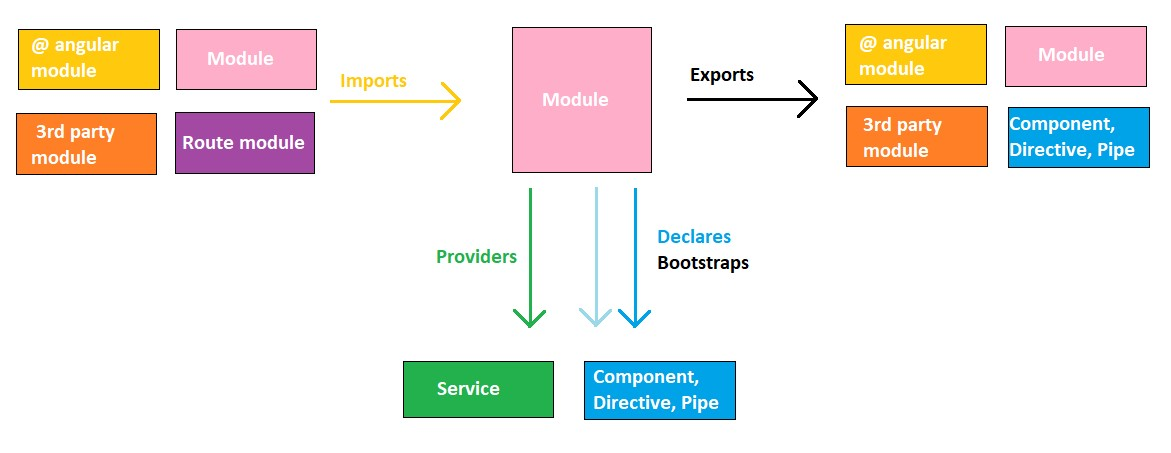 @ angular
module
Module
3rd party
module
Route module
Imports
Module
Exports
@ angular
module
Module
3rd party
module
Component,
Directive, Pipe
Providers
Declares
Bootstraps
Service
Component,
Directive, Pipe